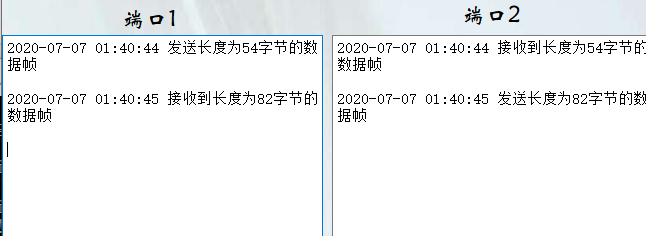 端口1
2020-07-07 01:40:44 发送长度为54字节的数
据帧
2020-07-07 01:40:45 接收到长度为82字节的
数据帧
端口2
2020-07-07 01:40:44 接收到长度为54字节的
数据帧
2020-07-07 01:40:45 发送长度为82字节的数
据帧